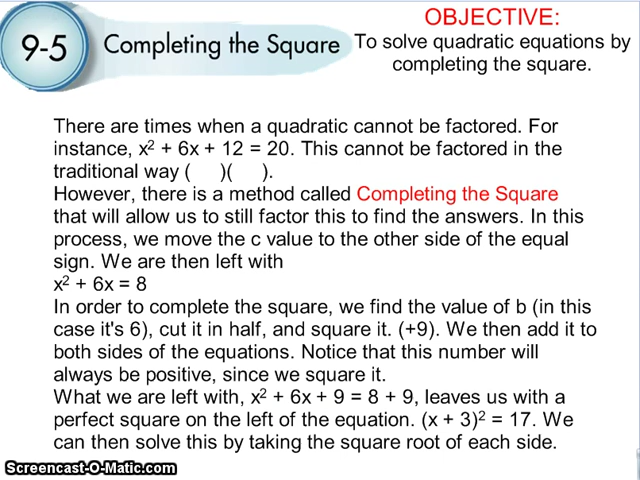 OBJECTIVE:
9-5 Completing the Square To solve quadratic equations by
completing the square.
There are times when a quadratic cannot be factored. For
instance, x² + 6x + 12 = 20. This cannot be factored in the
traditional way ( )( ).
However, there is a method called Completing the Square
that will allow us to still factor this to find the answers. In this
process, we move the c value to the other side of the equal
sign. We are then left with
x² + 6x = 8
In order to complete the square, we find the value of b (in this
case it's 6), cut it in half, and square it. (+9). We then add it to
both sides of the equations. Notice that this number will
always be positive, since we square it.
What we are left with, x² + 6x + 9 = 8 + 9, leaves us with a
perfect square on the left of the equation. (x + 3)² = 17. We
can then solve this by taking the square root of each side.
Screencast-O-Matic.com